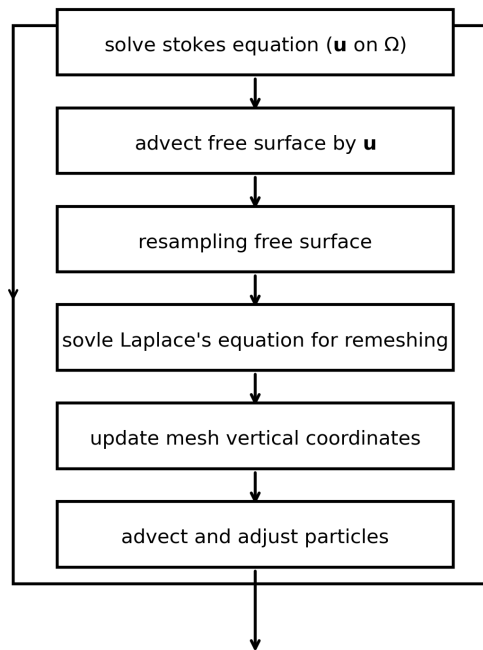 solve stokes equation (u on Ω)
advect free surface by u
resampling free surface
sovle Laplace's equation for remeshing
update mesh vertical coordinates
advect and adjust particles